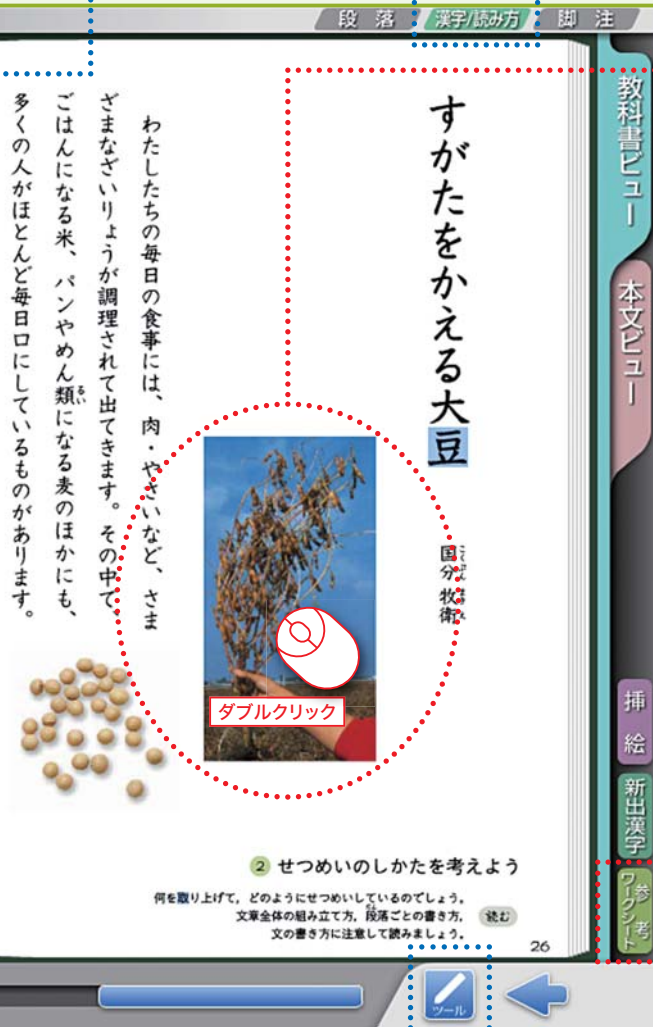 段落
漢字/読み方
脚注
教科書ビュー
本文ビュー
すがたをかえる大豆
国分 牧衛
こくぶん まきえ
わたしたちの毎日の食事には、肉・やさいなど、さま
ざまなざいりょうが調理されて出てきます。その中で、
ごはんになる米、パンやめん類になる麦のほかにも、
るい
多くの人がほとんど毎日口にしているものがあります。
ダブルクリック
挿絵
新出漢字
参考
ワークシート
2 せつめいのしかたを考えよう
何を取り上げて，どのようにせつめいしているのでしょう。
文章全体の組み立て方，段落ごとの書き方，
だん
文の書き方に注意して読みましょう。
読む
26
ツール